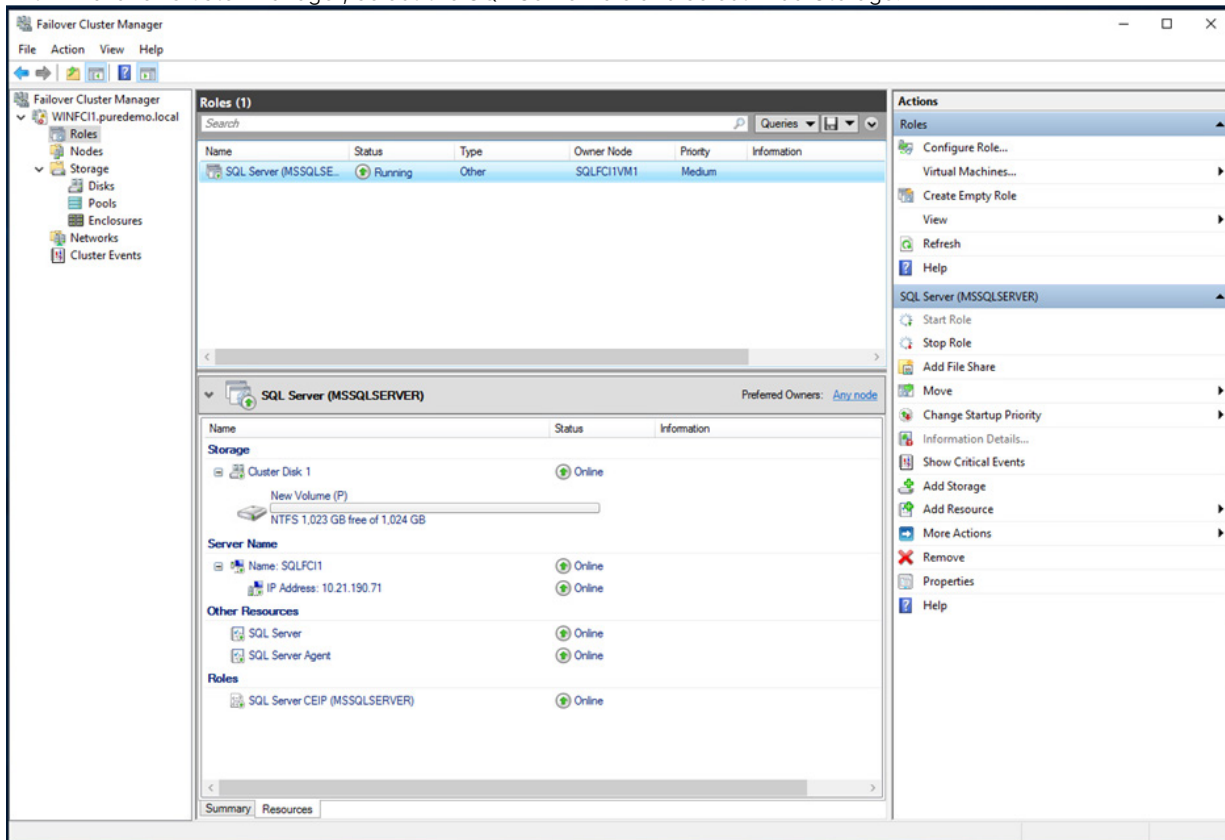 Failover Cluster Manager
File Action View Help
Failover Cluster Manager
WINFCI1.puredemo.local
Roles
Nodes
Storage
Disks
Pools
Enclosures
Networks
Cluster Events
Roles (1)
Search
Queries
Name Status Type Owner Node Priority Information
SQL Server (MSSQLSE... Running Other SQLFCI1VM1 Medium
SQL Server (MSSQLSERVER)
Preferred Owners: Any node
Name Status Information
Storage
Cluster Disk 1 Online
New Volume (P)
NTFS 1,023 GB free of 1,024 GB
Server Name
Name: SQLFCI1 Online
IP Address: 10.21.190.71 Online
Other Resources
SQL Server Online
SQL Server Agent Online
Roles
SQL Server CEIP (MSSQLSERVER) Online
Summary Resources
Actions
Roles
Configure Role...
Virtual Machines...
Create Empty Role
View
Refresh
Help
SQL Server (MSSQLSERVER)
Start Role
Stop Role
Add File Share
Move
Change Startup Priority
Information Details...
Show Critical Events
Add Storage
Add Resource
More Actions
Remove
Properties
Help